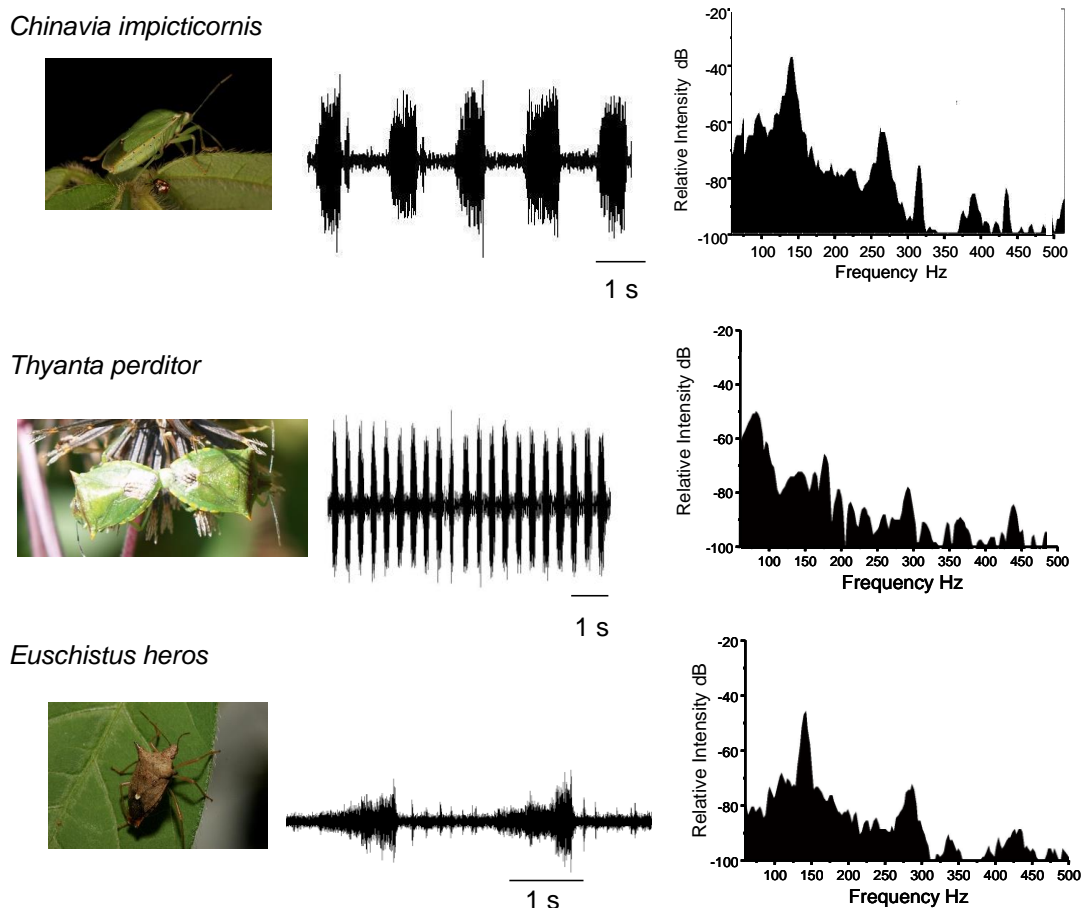 Chinavia impicticornis
-20
-40
-60
-80
-100
Relative Intensity dB
100 150 200 250 300 350 400 450 500
Frequency Hz
1 s
Thyanta perditor
-20
-40
-60
-80
-100
Relative Intensity dB
100 150 200 250 300 350 400 450 500
Frequency Hz
1 s
Euschistus heros
-20
-40
-60
-80
-100
Relative Intensity dB
100 150 200 250 300 350 400 450 500
Frequency Hz
1 s